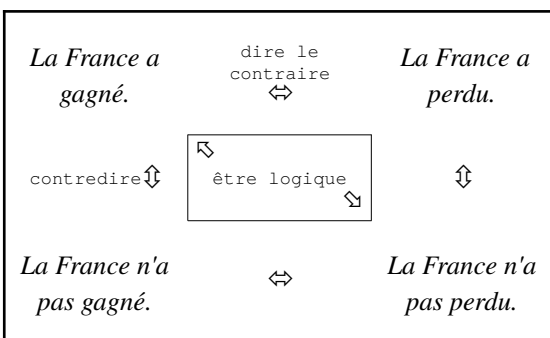 La France a
gagné.
dire le
contraire
⇔
La France a
perdu.
contredire⇕
être logique
⇕
La France n'a
pas gagné.
⇔
La France n'a
pas perdu.